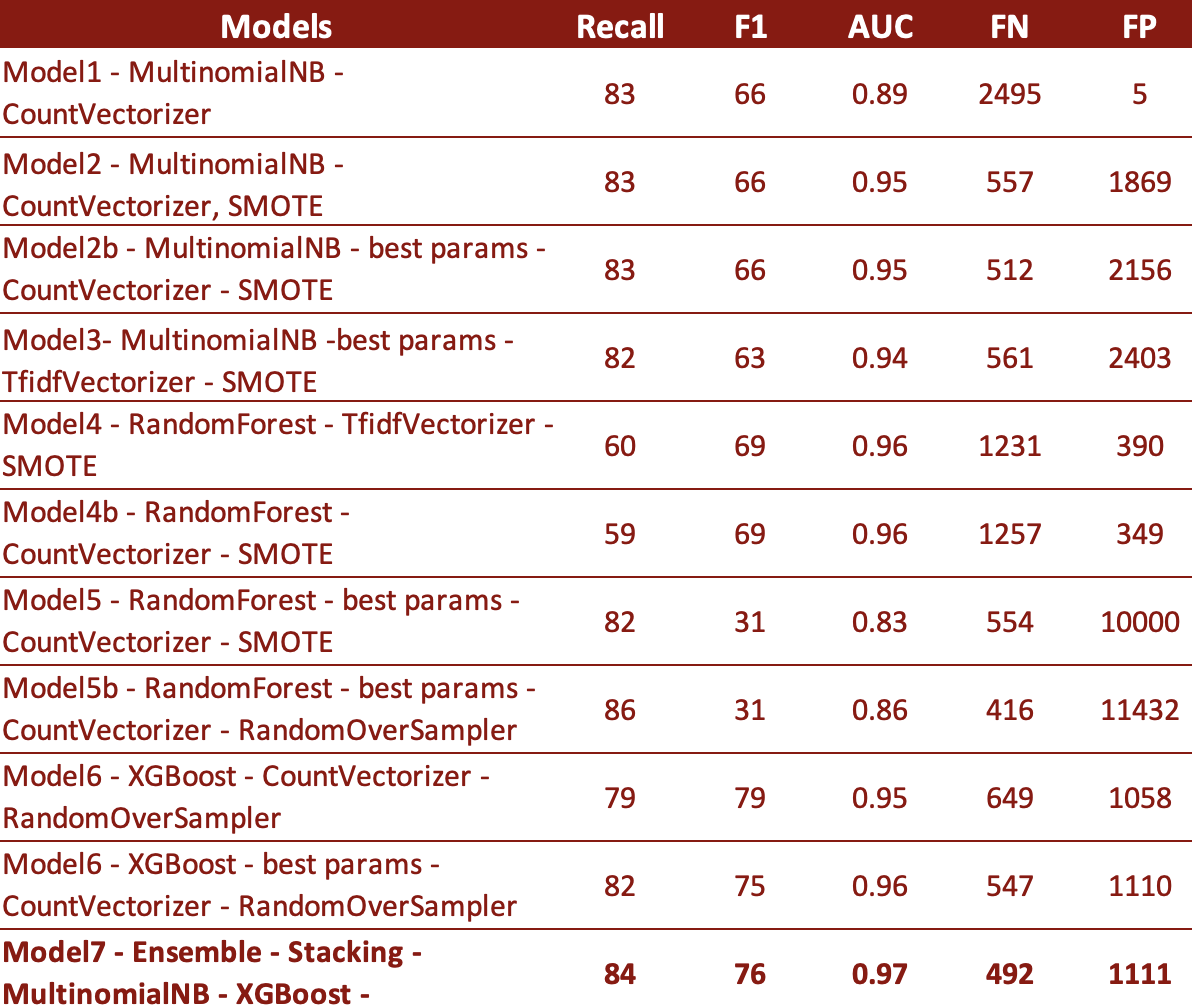 Models Recall F1 AUC FN FP
Model1 - MultinomialNB -
CountVectorizer
83 66 0.89 2495 5
Model2 - MultinomialNB -
CountVectorizer, SMOTE
83 66 0.95 557 1869
Model2b - MultinomialNB - best params -
CountVectorizer - SMOTE
83 66 0.95 512 2156
Model3- MultinomialNB -best params -
TfidfVectorizer - SMOTE
82 63 0.94 561 2403
Model4 - RandomForest - TfidfVectorizer -
SMOTE
60 69 0.96 1231 390
Model4b - RandomForest -
CountVectorizer - SMOTE
59 69 0.96 1257 349
Model5 - RandomForest - best params -
CountVectorizer - SMOTE
82 31 0.83 554 10000
Model5b - RandomForest - best params -
CountVectorizer - RandomOverSampler
86 31 0.86 416 11432
Model6 - XGBoost - CountVectorizer -
RandomOverSampler
79 79 0.95 649 1058
Model6 - XGBoost - best params -
CountVectorizer - RandomOverSampler
82 75 0.96 547 1110
Model7 - Ensemble - Stacking -
MultinomialNB - XGBoost -
84 76 0.97 492 1111